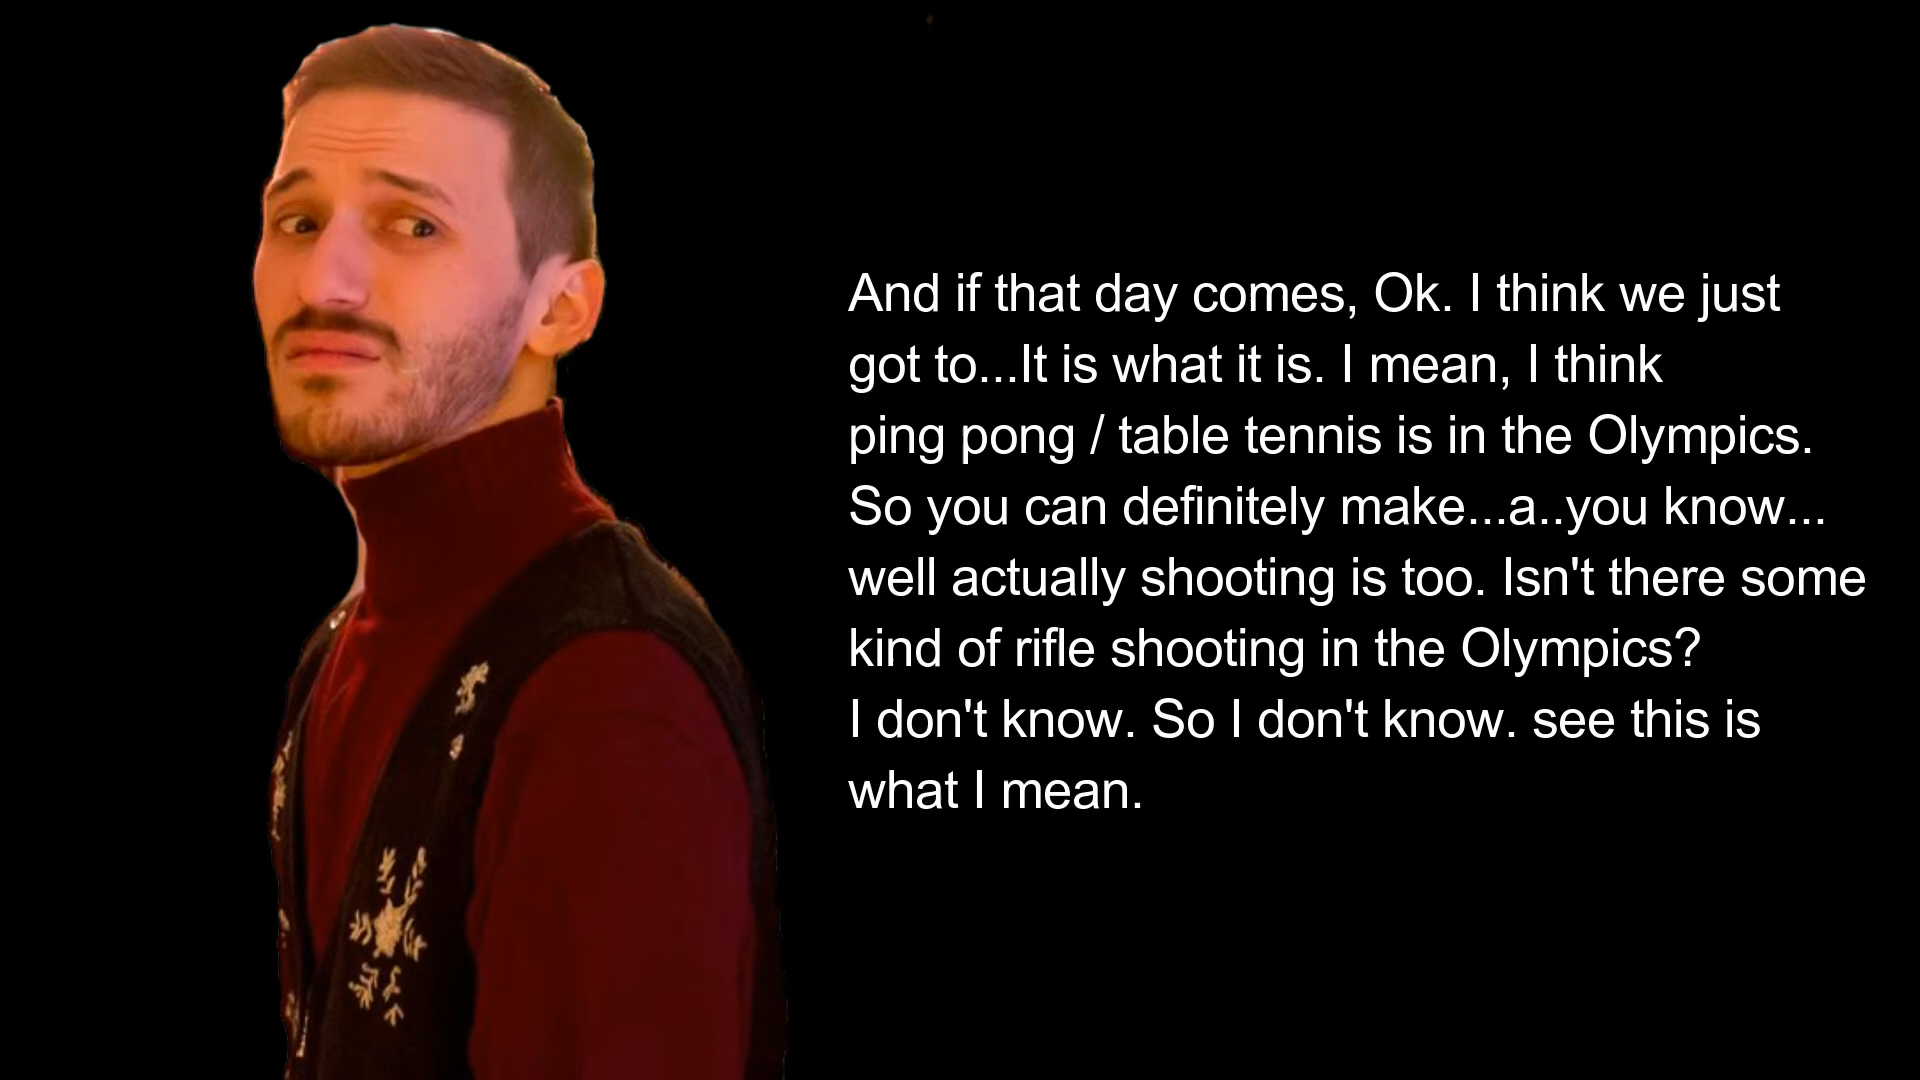 And if that day comes, Ok. I think we just
got to...It is what it is. I mean, I think
ping pong / table tennis is in the Olympics.
So you can definitely make...a..you know...
well actually shooting is too. Isn't there some
kind of rifle shooting in the Olympics?
I don't know. So I don't know. see this is
what I mean.